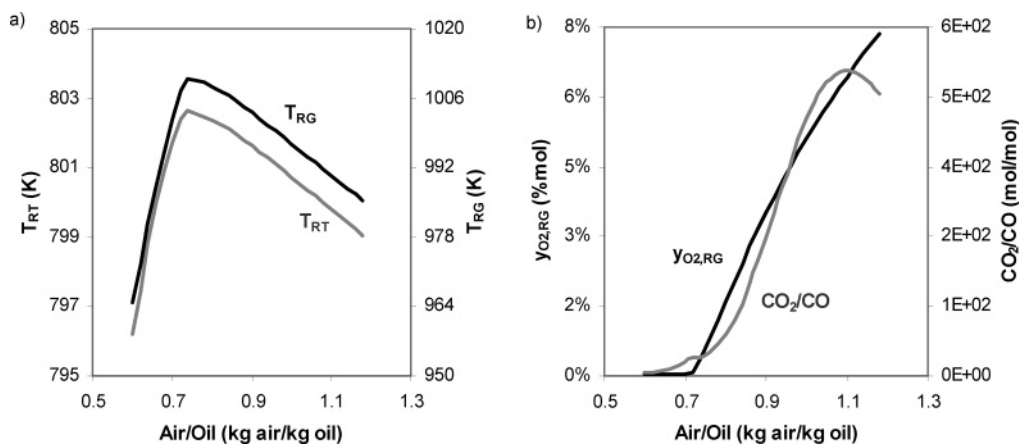 a)
805
803
801
799
797
795
T_RT (K)
1020
1006
992
978
964
950
T_RG (K)
T_RG
T_RT
0.5
0.7
0.9
1.1
1.3
Air/Oil (kg air/kg oil)
b)
8%
6%
5%
3%
2%
0%
y_O2,RG (%mol)
6E+02
5E+02
4E+02
2E+02
1E+02
0E+00
CO₂/CO (mol/mol)
y_O2,RG
CO₂/CO
0.5
0.7
0.9
1.1
1.3
Air/Oil (kg air/kg oil)